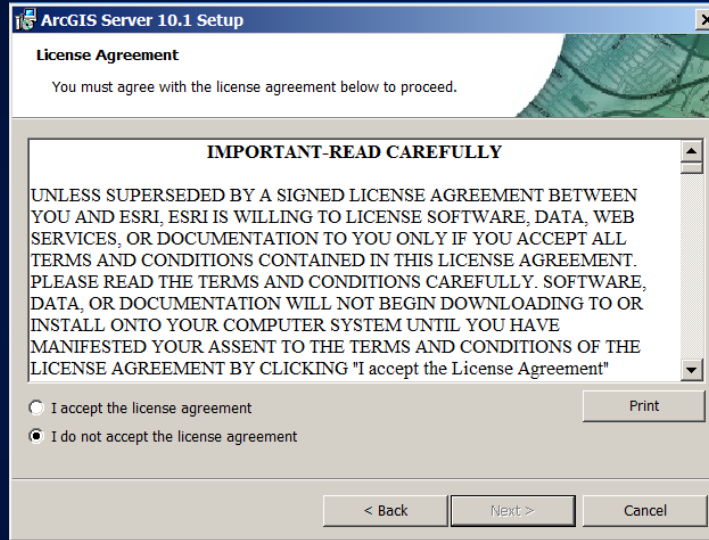 ArcGIS Server 10.1 Setup
License Agreement
You must agree with the license agreement below to proceed.
IMPORTANT-READ CAREFULLY
UNLESS SUPERSEDED BY A SIGNED LICENSE AGREEMENT BETWEEN
YOU AND ESRI, ESRI IS WILLING TO LICENSE SOFTWARE, DATA, WEB
SERVICES, OR DOCUMENTATION TO YOU ONLY IF YOU ACCEPT ALL
TERMS AND CONDITIONS CONTAINED IN THIS LICENSE AGREEMENT.
PLEASE READ THE TERMS AND CONDITIONS CAREFULLY. SOFTWARE,
DATA, OR DOCUMENTATION WILL NOT BEGIN DOWNLOADING TO OR
INSTALL ONTO YOUR COMPUTER SYSTEM UNTIL YOU HAVE
MANIFESTED YOUR ASSENT TO THE TERMS AND CONDITIONS OF THE
LICENSE AGREEMENT BY CLICKING "I accept the License Agreement"
I accept the license agreement
Print
I do not accept the license agreement
< Back
Next >
Cancel